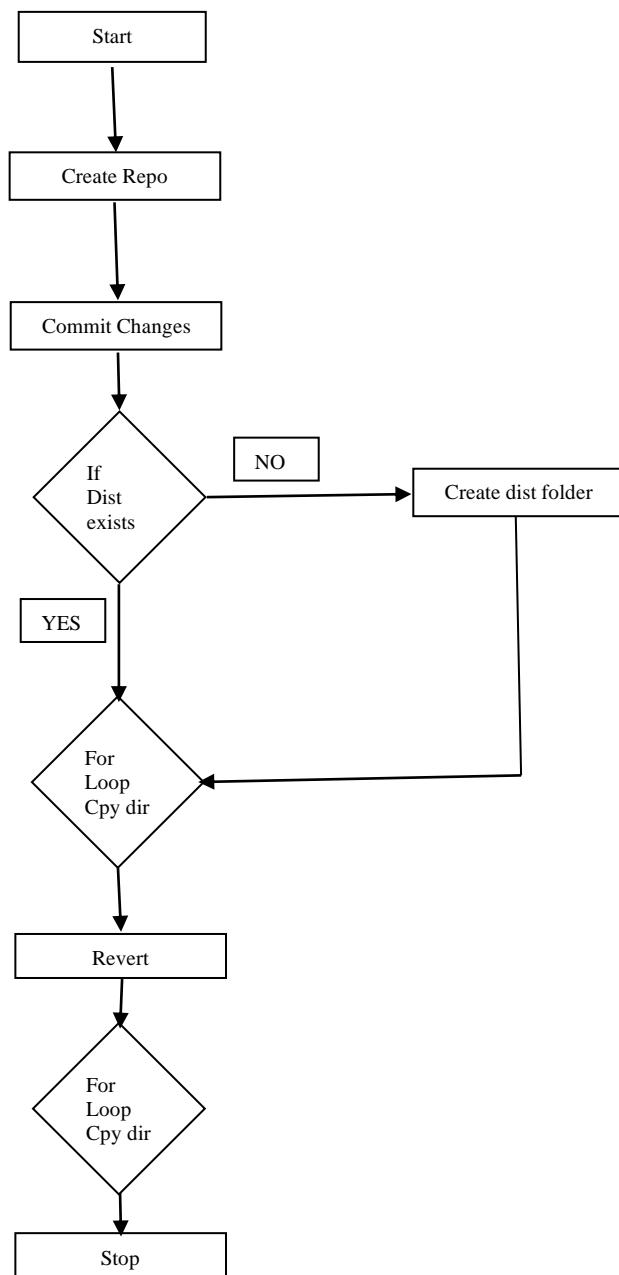 Start
Create Repo
Commit Changes
If
Dist
exists
NO
Create dist folder
YES
For
Loop
Cpy dir
Revert
For
Loop
Cpy dir
Stop